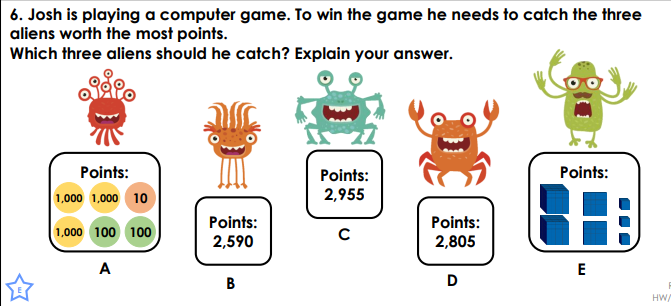 6. Josh is playing a computer game. To win the game he needs to catch the three
aliens worth the most points.
Which three aliens should he catch? Explain your answer.
Points:
1,000 1,000 10
1,000 100 100
A
Points:
2,590
B
Points:
2,955
C
Points:
2,805
D
Points:
E
E
HW/